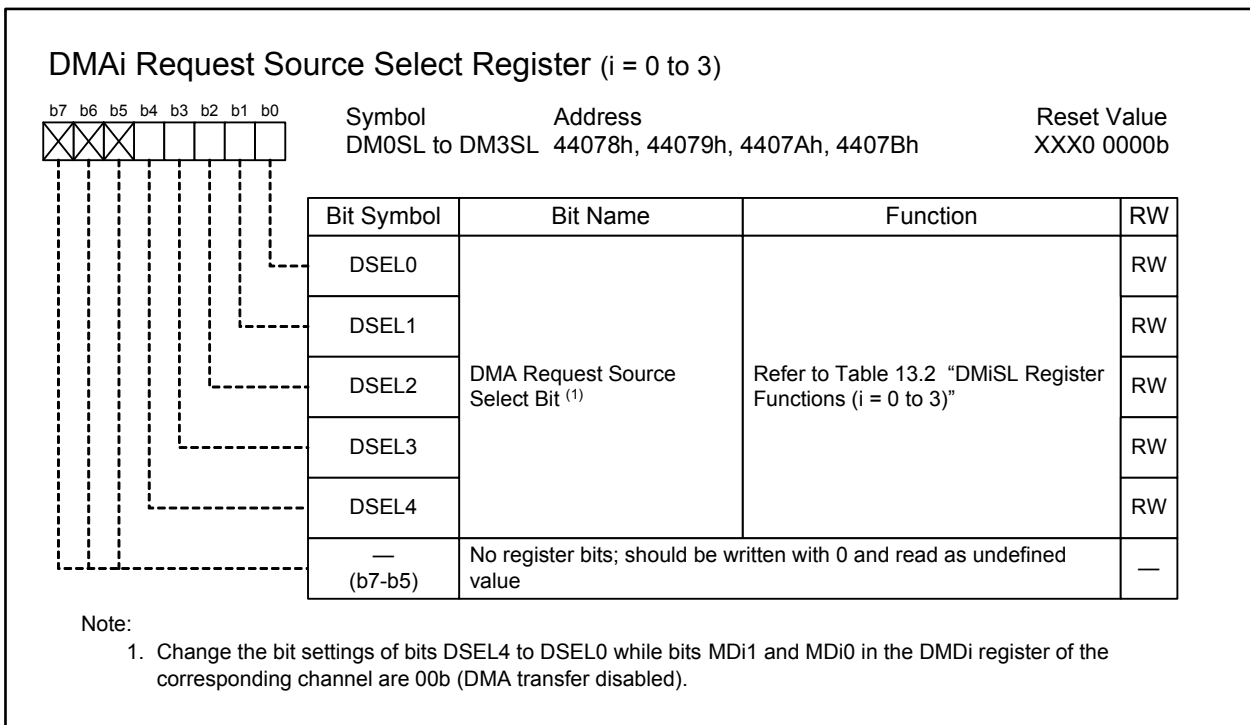 DMAi Request Source Select Register (i = 0 to 3)
b7 b6 b5 b4 b3 b2 b1 b0
Symbol Address Reset Value
DM0SL to DM3SL 44078h, 44079h, 4407Ah, 4407Bh XXX0 0000b
Bit Symbol Bit Name Function RW
DSEL0 RW
DSEL1 RW
DSEL2 RW
DMA Request Source
Select Bit (1)
Refer to Table 13.2 “DMiSL Register
Functions (i = 0 to 3)”
DSEL3 RW
DSEL4 RW
—
(b7-b5)
No register bits; should be written with 0 and read as undefined
value
—
Note:
1. Change the bit settings of bits DSEL4 to DSEL0 while bits MDi1 and MDi0 in the DMDi register of the
corresponding channel are 00b (DMA transfer disabled).